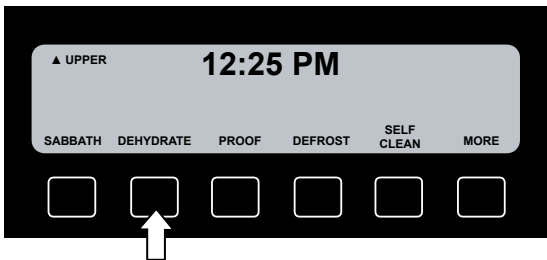 ▲ UPPER 12:25 PM
SABBATH DEHYDRATE PROOF DEFROST SELF CLEAN MORE